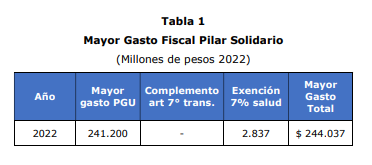 Tabla 1
Mayor Gasto Fiscal Pilar Solidario
(Millones de pesos 2022)
Año | Mayor gasto PGU | Complemento art 7° trans. | Exención 7% salud | Mayor Gasto Total
2022 | 241.200 | - | 2.837 | $ 244.037